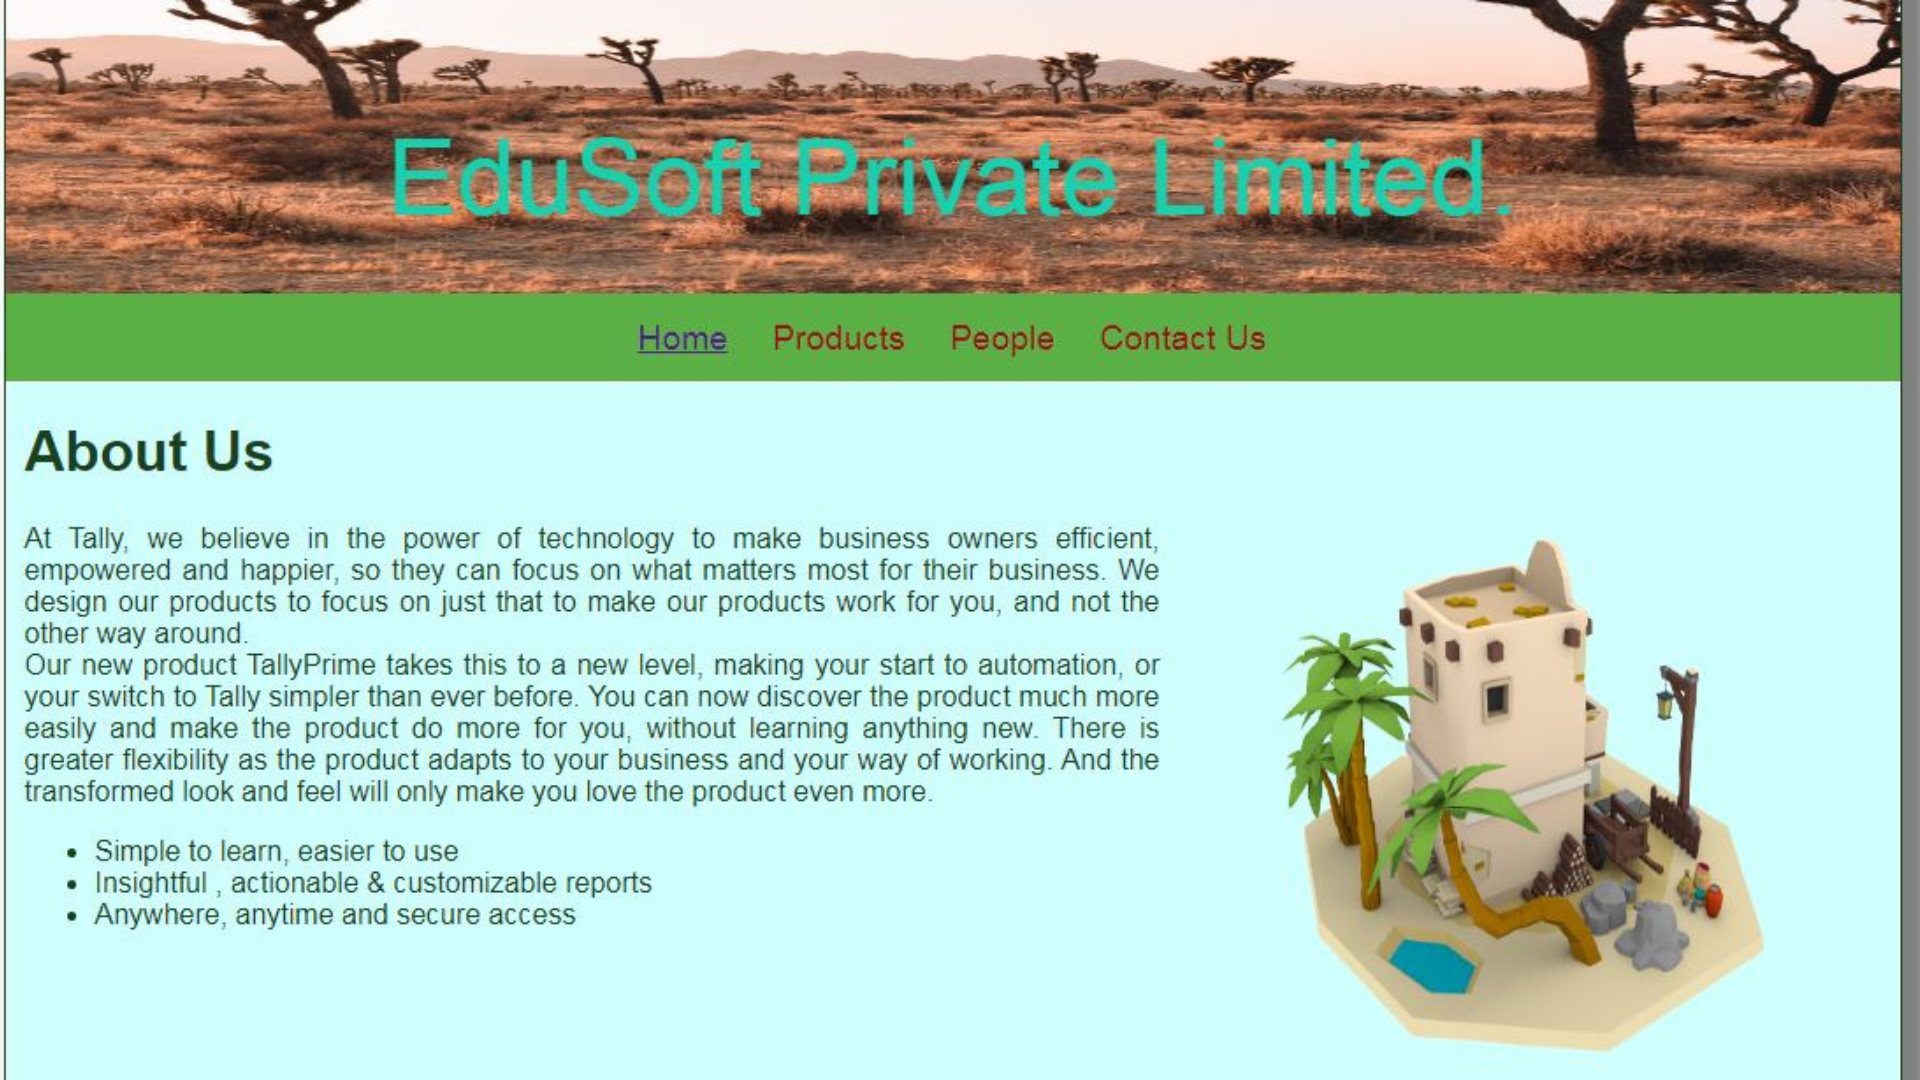 EduSoft Private Limited.
Home Products People Contact Us
About Us
At Tally, we believe in the power of technology to make business owners efficient,
empowered and happier, so they can focus on what matters most for their business. We
design our products to focus on just that to make our products work for you, and not the
other way around.
Our new product TallyPrime takes this to a new level, making your start to automation, or
your switch to Tally simpler than ever before. You can now discover the product much more
easily and make the product do more for you, without learning anything new. There is
greater flexibility as the product adapts to your business and your way of working. And the
transformed look and feel will only make you love the product even more.
• Simple to learn, easier to use
• Insightful , actionable & customizable reports
• Anywhere, anytime and secure access